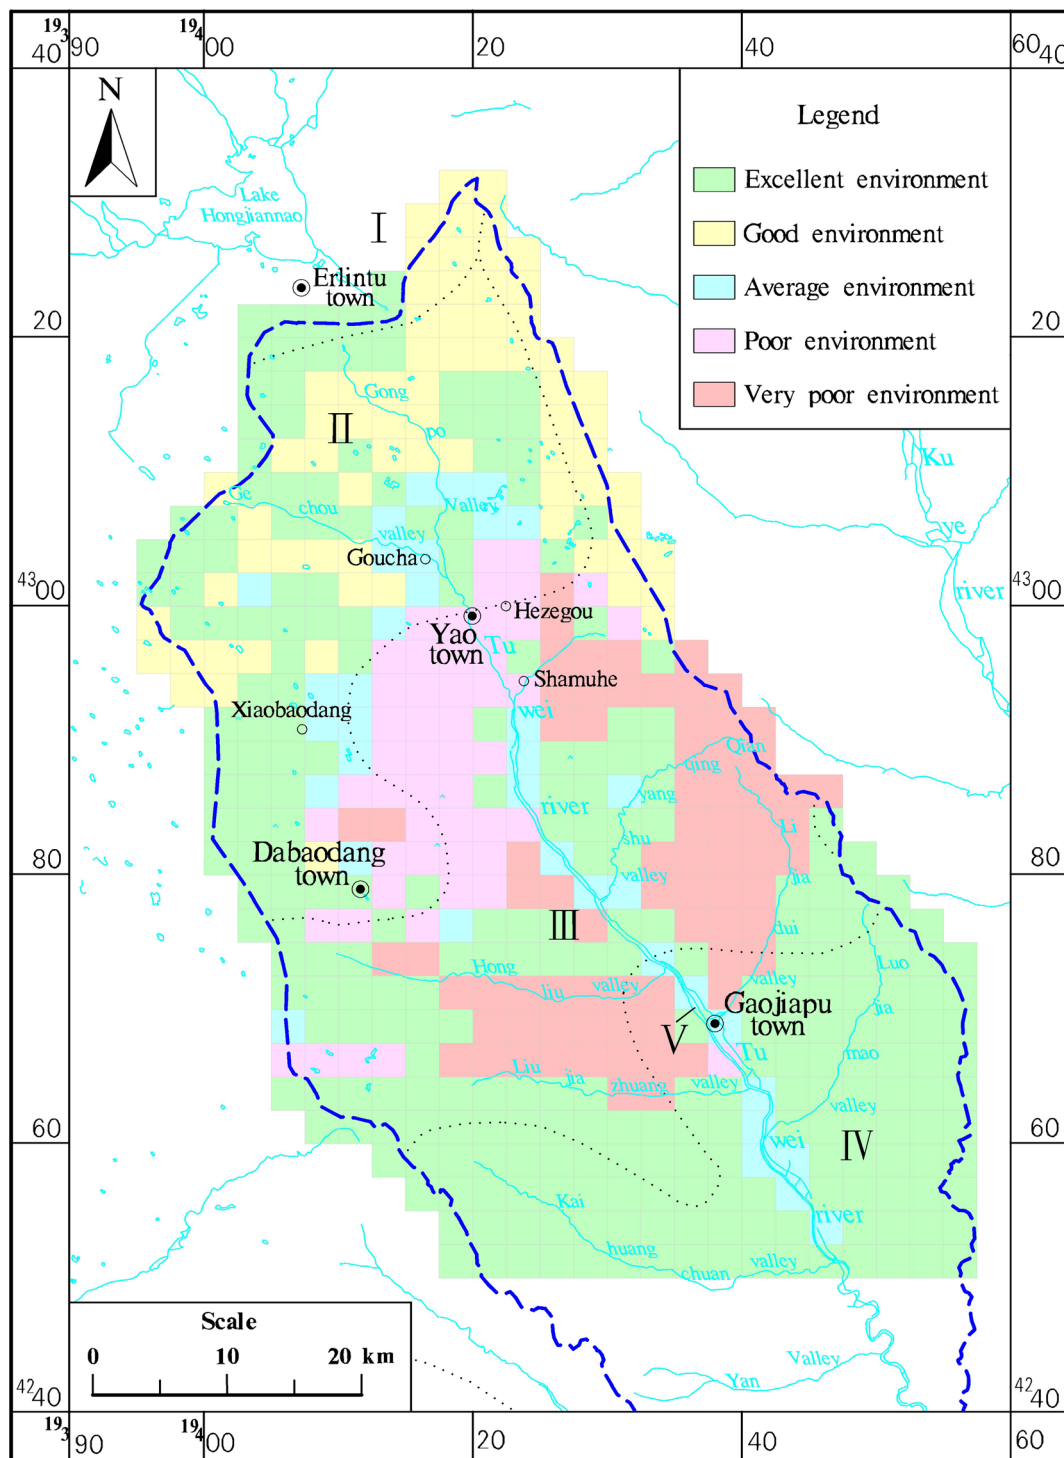 19 3 90
19 4 00
20
40
60
40
40
N
Legend
Excellent environment
Good environment
Average environment
Poor environment
Very poor environment
Lake
Hongjiannao
I
Erlintu
town
20
20
Gong
II
po
Ku
Ge
chou
Valley
valley
ye
Goucha
43 00
43 00
river
Hezegou
Yao
town
Tu
Shamuhe
Xiaobaodang
wei
Qian
qing
yang
river
Li
shu
Dabaodang
town
80
80
valley
jia
III
dui
Luo
Hong
liu
valley
valley
Gaojiapu
town
jia
V
Tu
mao
Liu
jia
zhuang
valley
valley
60
60
wei
IV
Kai
river
huang
chuan
valley
Scale
0 10 20 km
Valley
Yan
42 40
42 40
19 3 90
19 4 00
20
40
60